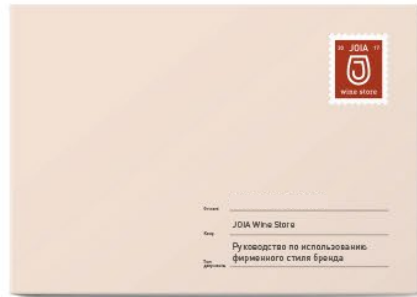 20 JOIA 17
wine store
JOIA Wine Store
Руководство по использованию
фирменного стиля бренда